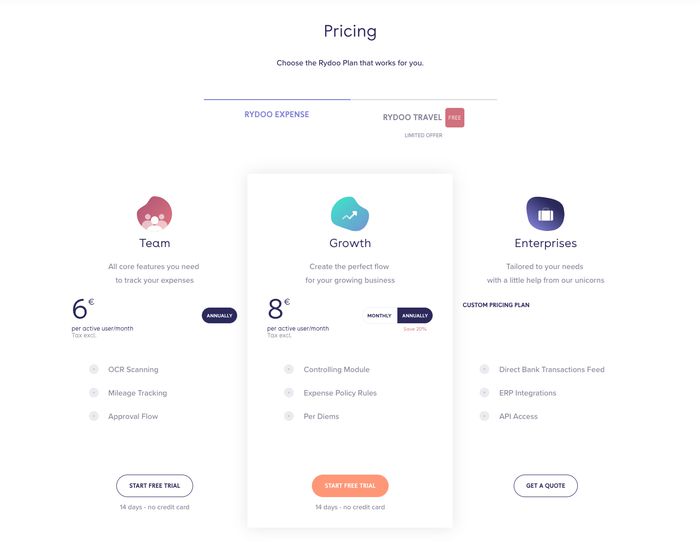 Pricing
Choose the Rydoo Plan that works for you.
RYDOO EXPENSE
RYDOO TRAVEL FREE
LIMITED OFFER
Team
All core features you need
to track your expenses
6 €
ANNUALLY
per active user/month
Tax excl.
OCR Scanning
Mileage Tracking
Approval Flow
START FREE TRIAL
14 days - no credit card
Growth
Create the perfect flow
for your growing business
8 €
MONTHLY ANNUALLY
per active user/month
Save 20%
Tax excl.
Controlling Module
Expense Policy Rules
Per Diems
START FREE TRIAL
14 days - no credit card
Enterprises
Tailored to your needs
with a little help from our unicorns
CUSTOM PRICING PLAN
Direct Bank Transactions Feed
ERP Integrations
API Access
GET A QUOTE